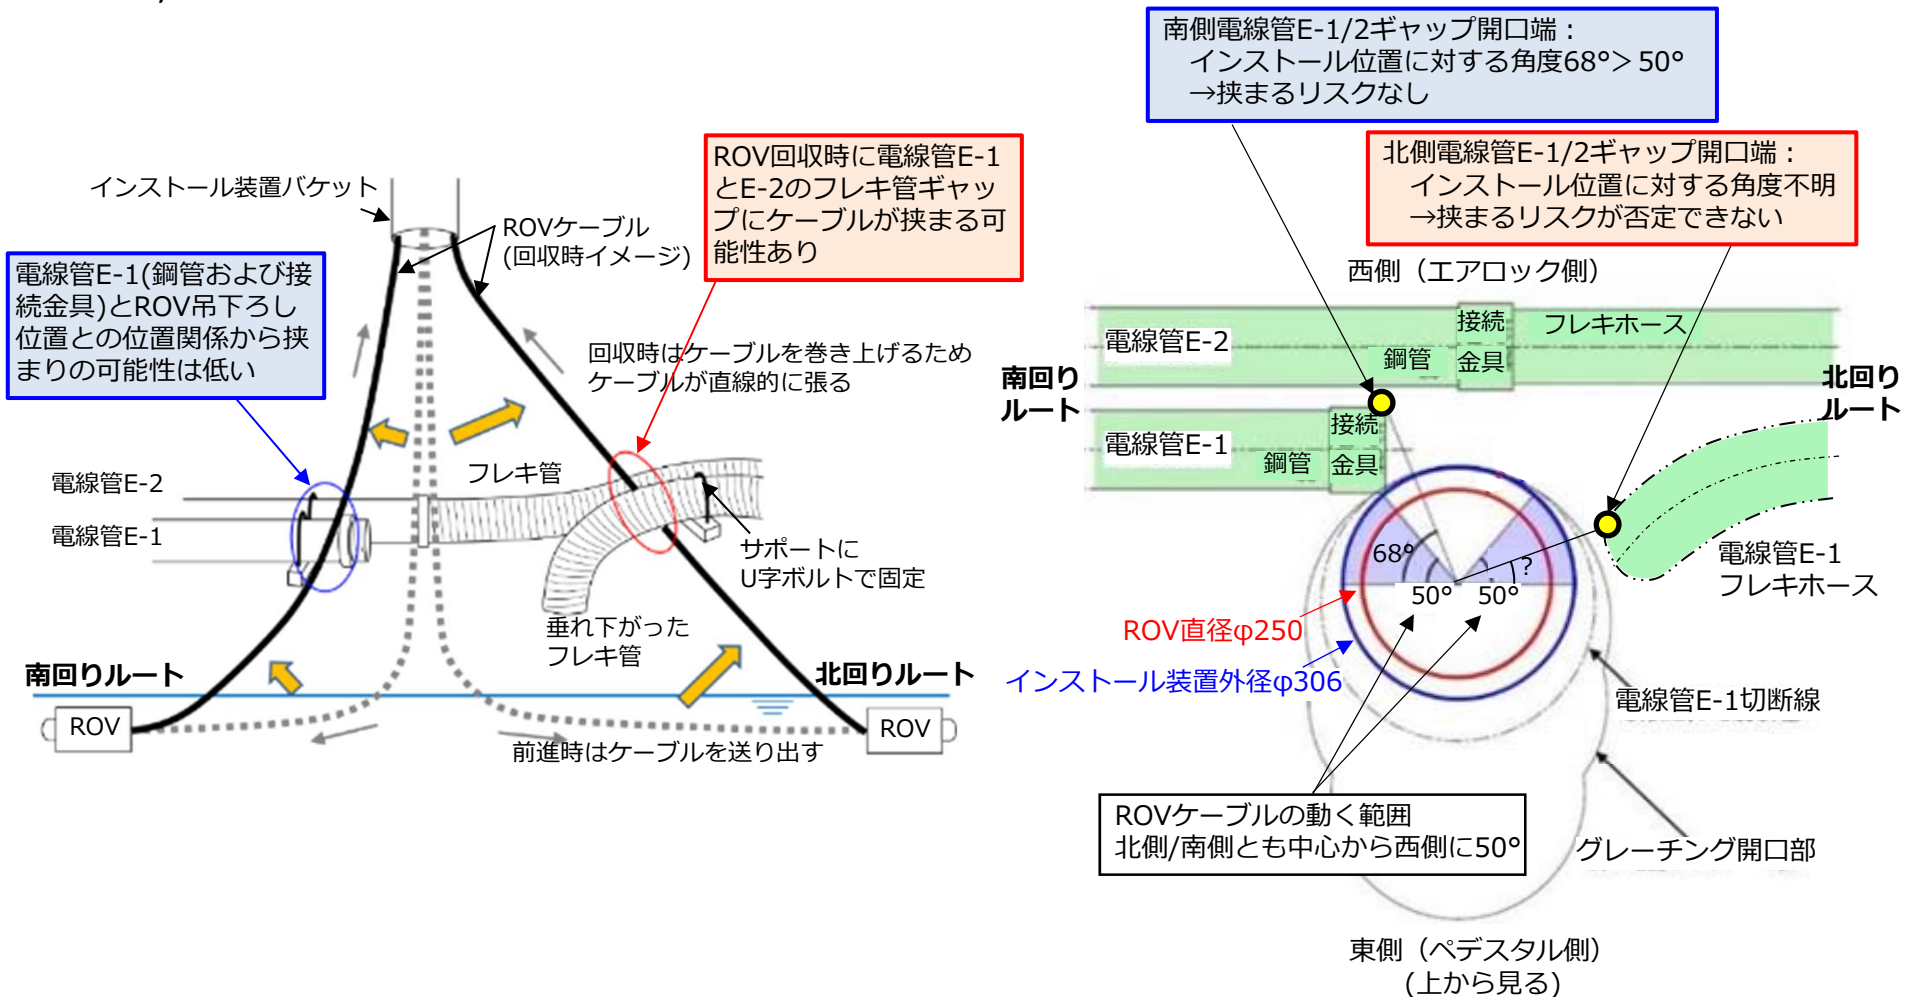 インストール装置バケット
ROVケーブル
(回収時イメージ)
ROV回収時に電線管E-1
とE-2のフレキ管ギャッ
プにケーブルが挟まる可
能性あり
電線管E-1(鋼管および接
続金具)とROV吊下ろし
位置との位置関係から挟
まりの可能性は低い
回収時はケーブルを巻き上げるため
ケーブルが直線的に張る
電線管E-2
電線管E-1
フレキ管
サポートに
U字ボルトで固定
垂れ下がった
フレキ管
南回りルート
北回りルート
ROV
ROV
前進時はケーブルを送り出す
南側電線管E-1/2ギャップ開口端：
インストール位置に対する角度68°＞50°
→挟まるリスクなし
北側電線管E-1/2ギャップ開口端：
インストール位置に対する角度不明
→挟まるリスクが否定できない
西側（エアロック側）
電線管E-2
鋼管
接続
金具
フレキホース
南回り
ルート
北回り
ルート
電線管E-1
鋼管
接続
金具
電線管E-1
フレキホース
68°
50°
50°
?
ROV直径φ250
インストール装置外径φ306
電線管E-1切断線
ROVケーブルの動く範囲
北側/南側とも中心から西側に50°
グレーチング開口部
東側（ペデスタル側）
(上から見る)